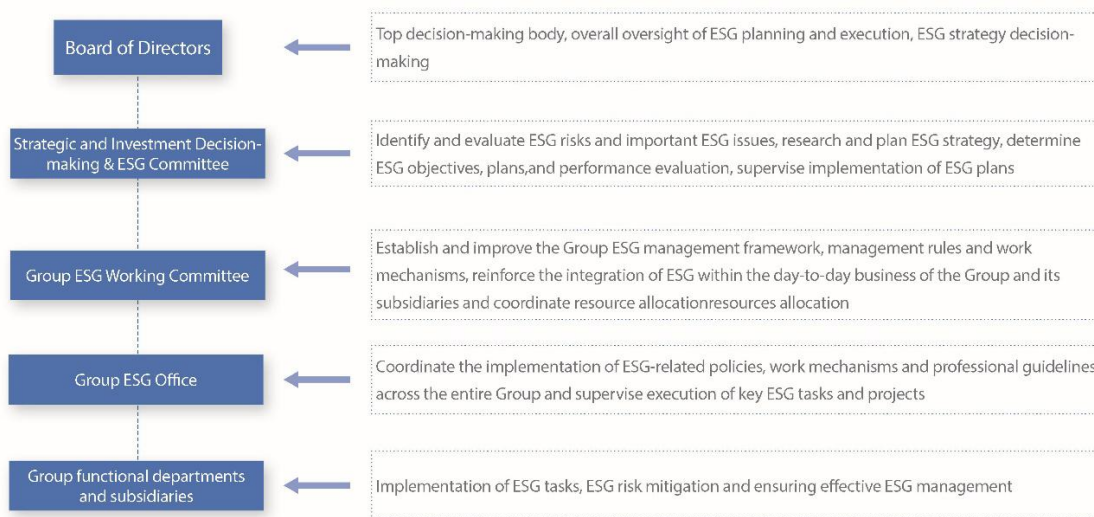 Board of Directors
Top decision-making body, overall oversight of ESG planning and execution, ESG strategy decision-
making
Strategic and Investment Decision-
making & ESG Committee
Identify and evaluate ESG risks and important ESG issues, research and plan ESG strategy, determine
ESG objectives, plans,and performance evaluation, supervise implementation of ESG plans
Group ESG Working Committee
Establish and improve the Group ESG management framework, management rules and work
mechanisms, reinforce the integration of ESG within the day-to-day business of the Group and its
subsidiaries and coordinate resource allocationresources allocation
Group ESG Office
Coordinate the implementation of ESG-related policies, work mechanisms and professional guidelines
across the entire Group and supervise execution of key ESG tasks and projects
Group functional departments
and subsidiaries
Implementation of ESG tasks, ESG risk mitigation and ensuring effective ESG management